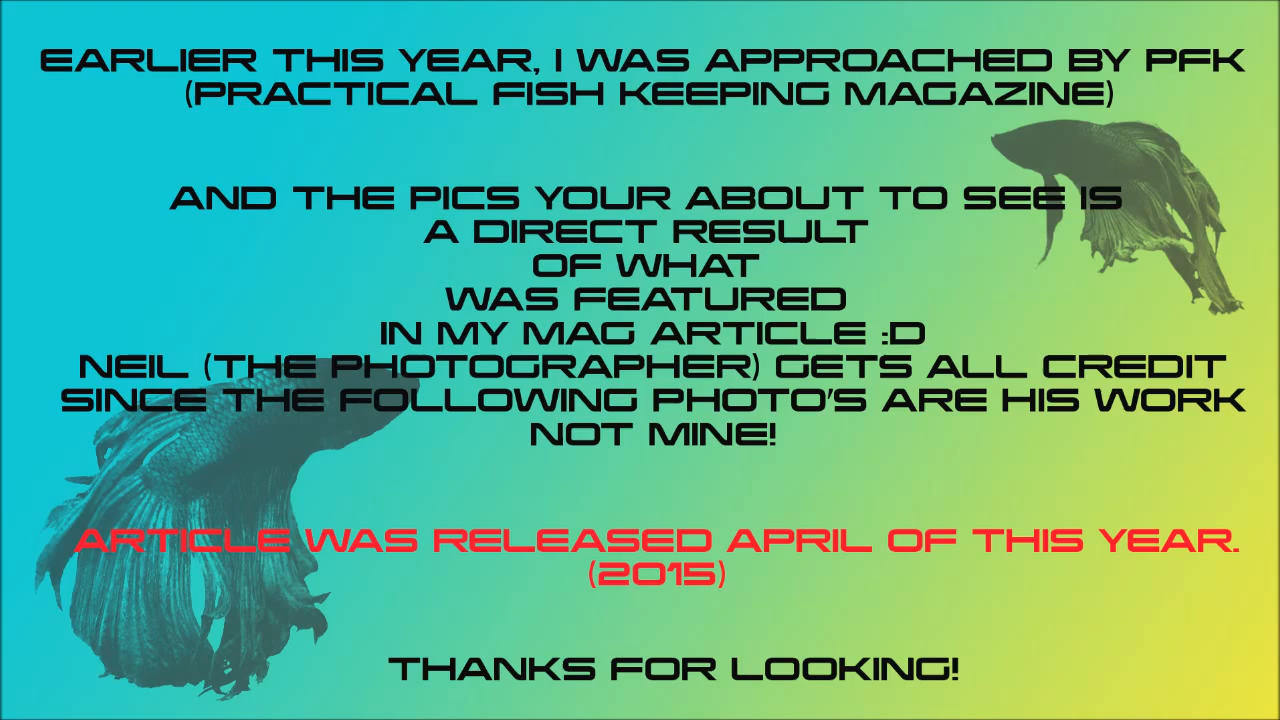 EARLIER THIS YEAR, I WAS APPROACHED BY PFK
(PRACTICAL FISH KEEPING MAGAZINE)
AND THE PICS YOUR ABOUT TO SEE IS
A DIRECT RESULT
OF WHAT
WAS FEATURED
IN MY MAG ARTICLE :D
NEIL (THE PHOTOGRAPHER) GETS ALL CREDIT
SINCE THE FOLLOWING PHOTO'S ARE HIS WORK
NOT MINE!
ARTICLE WAS RELEASED APRIL OF THIS YEAR.
(2015)
THANKS FOR LOOKING!